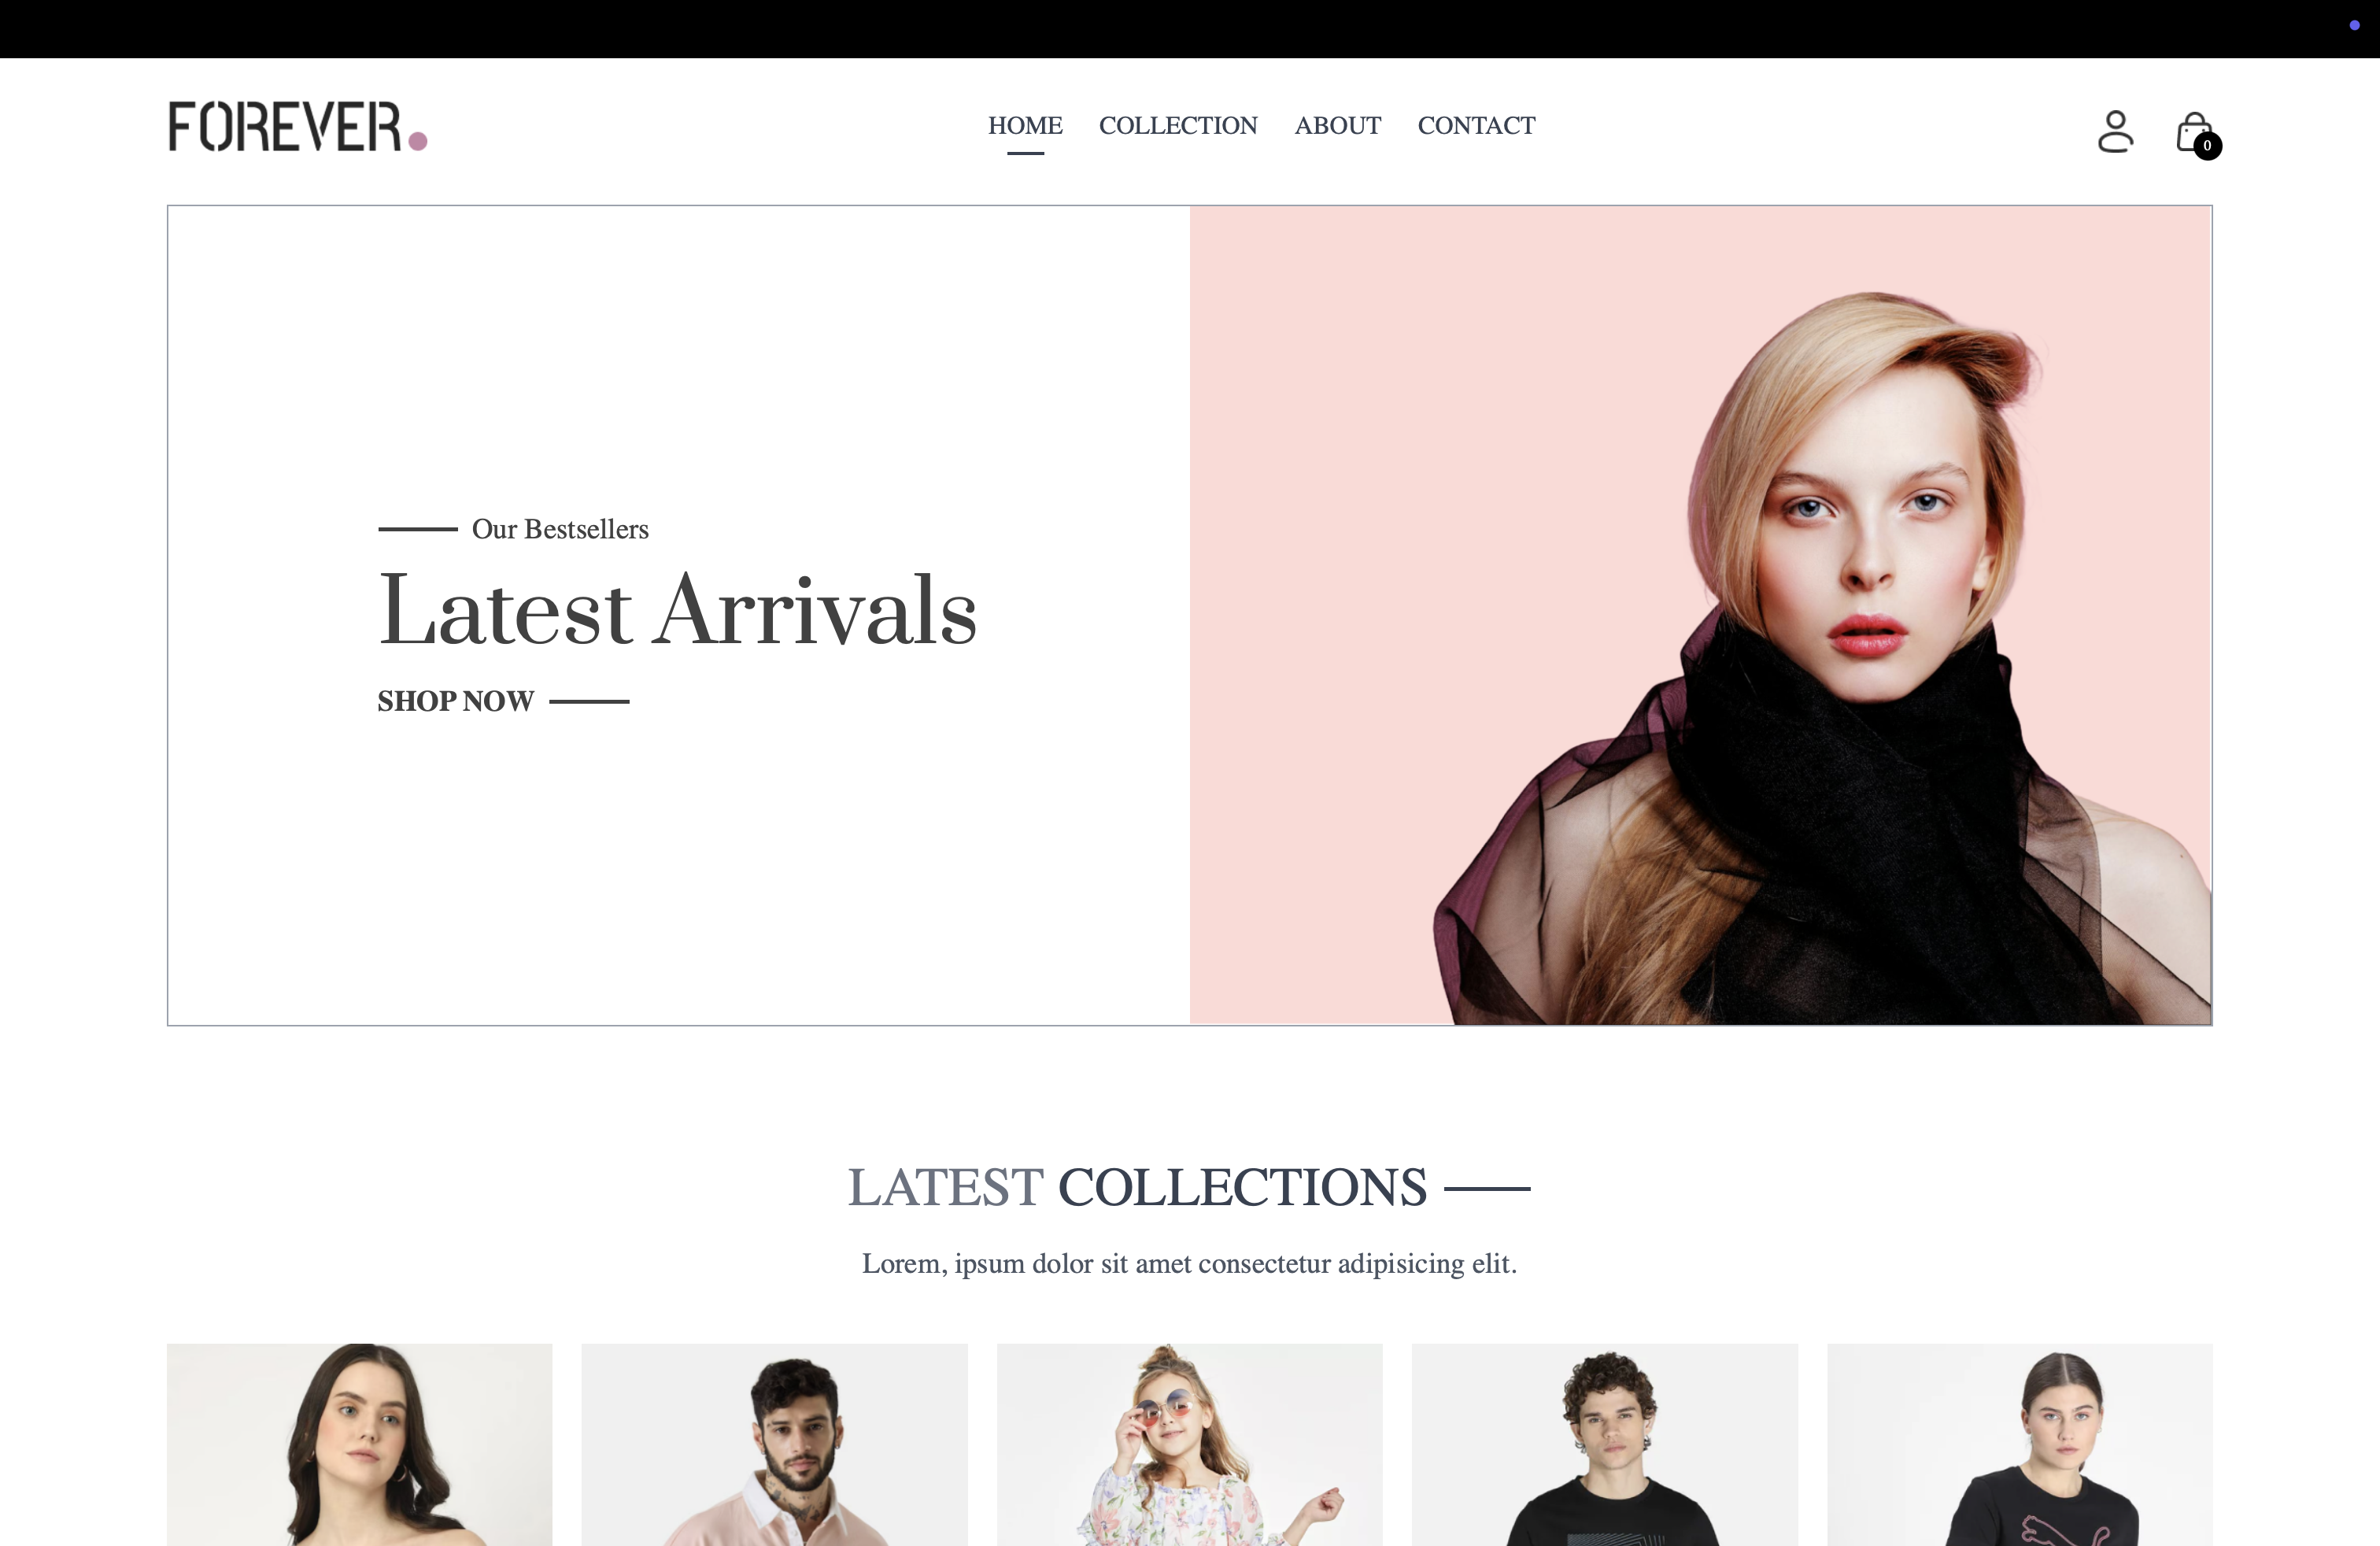 FOREVER.
HOME COLLECTION ABOUT CONTACT
0
Our Bestsellers
Latest Arrivals
SHOP NOW
LATEST COLLECTIONS
Lorem, ipsum dolor sit amet consectetur adipisicing elit.